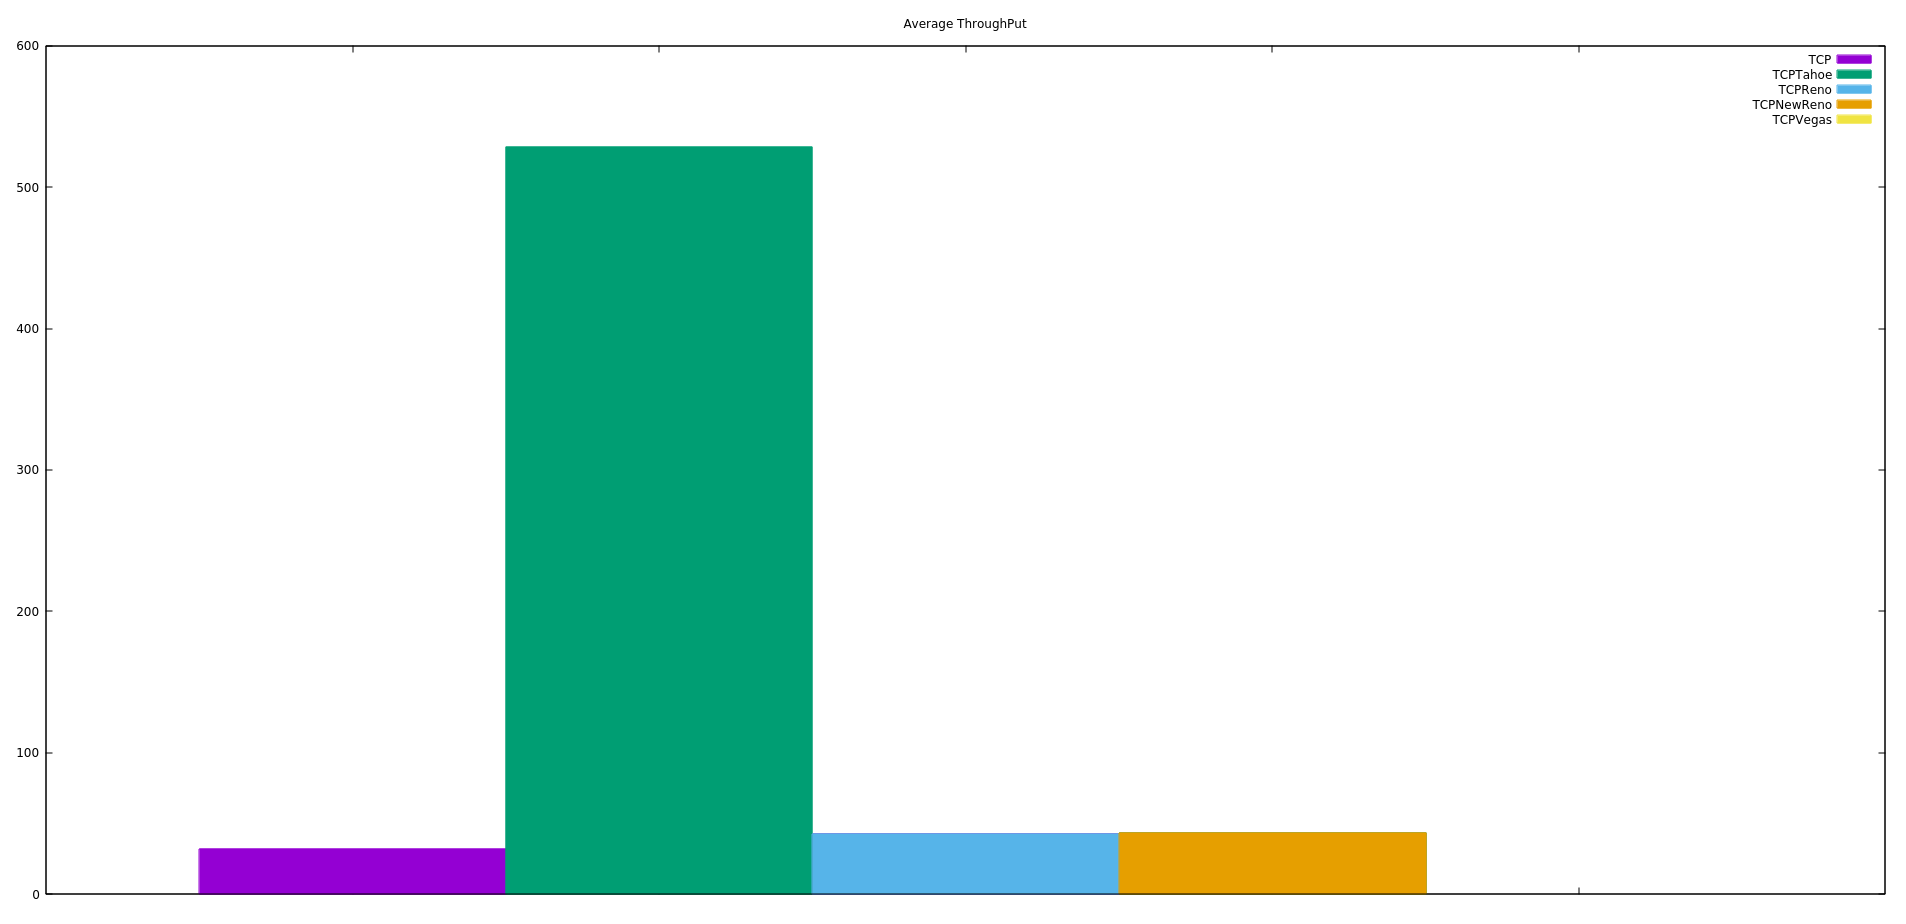 Average ThroughPut
600
500
400
300
200
100
0
TCP
TCPTahoe
TCPReno
TCPNewReno
TCPVegas